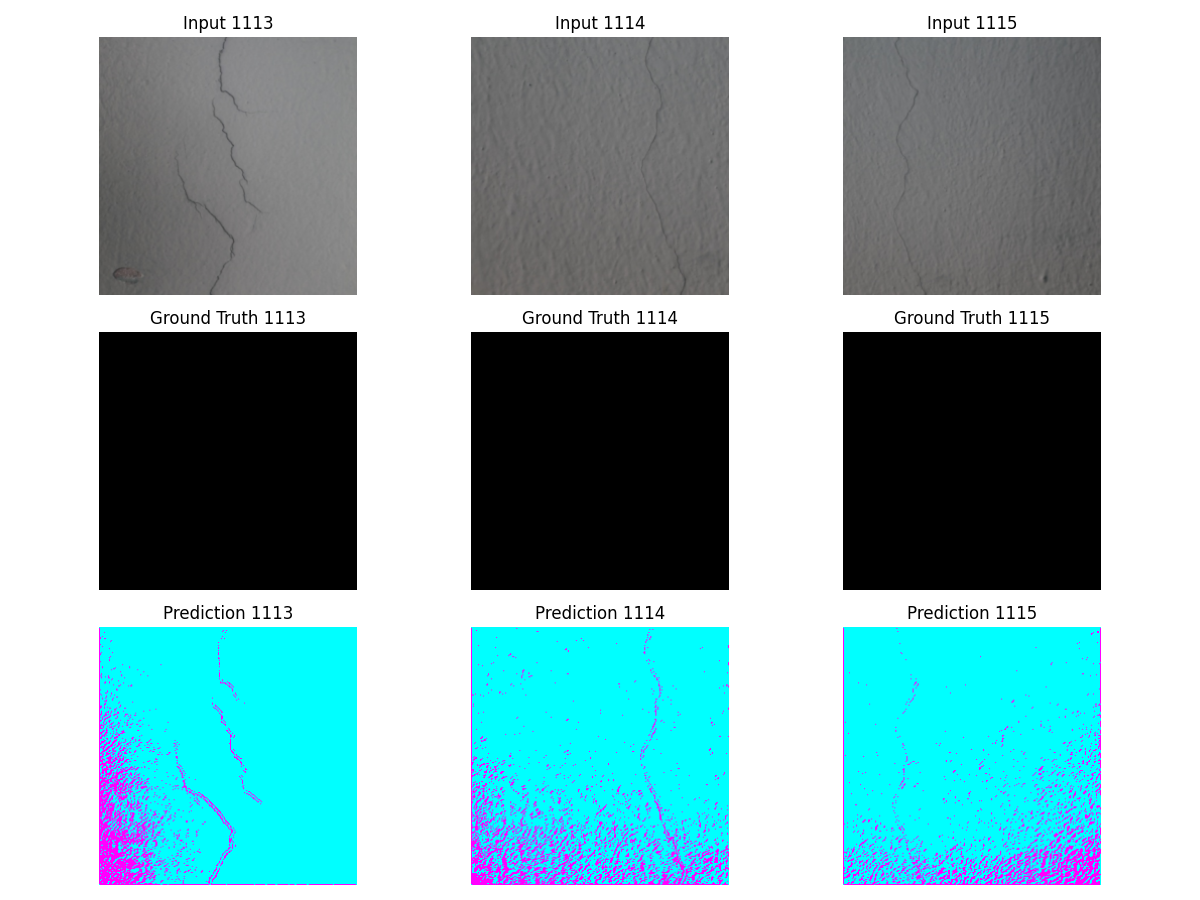 Input 1113
Input 1114
Input 1115
Ground Truth 1113
Ground Truth 1114
Ground Truth 1115
Prediction 1113
Prediction 1114
Prediction 1115